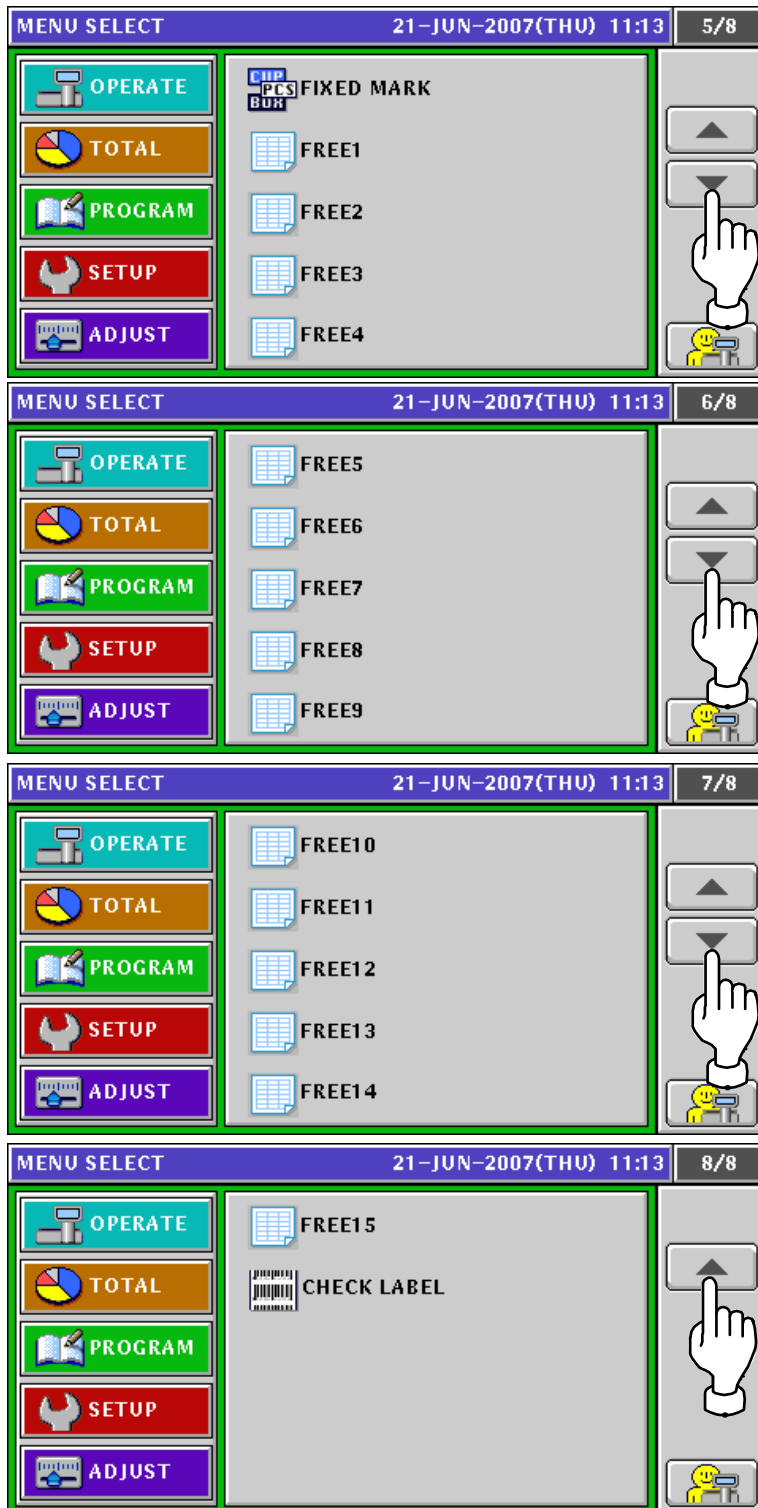 MENU SELECT 21-JUN-2007(THU) 11:13 5/8
OPERATE
TOTAL
PROGRAM
SETUP
ADJUST
CUP
PCS
BOX
FIXED MARK
FREE1
FREE2
FREE3
FREE4
MENU SELECT 21-JUN-2007(THU) 11:13 6/8
OPERATE
TOTAL
PROGRAM
SETUP
ADJUST
FREE5
FREE6
FREE7
FREE8
FREE9
MENU SELECT 21-JUN-2007(THU) 11:13 7/8
OPERATE
TOTAL
PROGRAM
SETUP
ADJUST
FREE10
FREE11
FREE12
FREE13
FREE14
MENU SELECT 21-JUN-2007(THU) 11:13 8/8
OPERATE
TOTAL
PROGRAM
SETUP
ADJUST
FREE15
CHECK LABEL